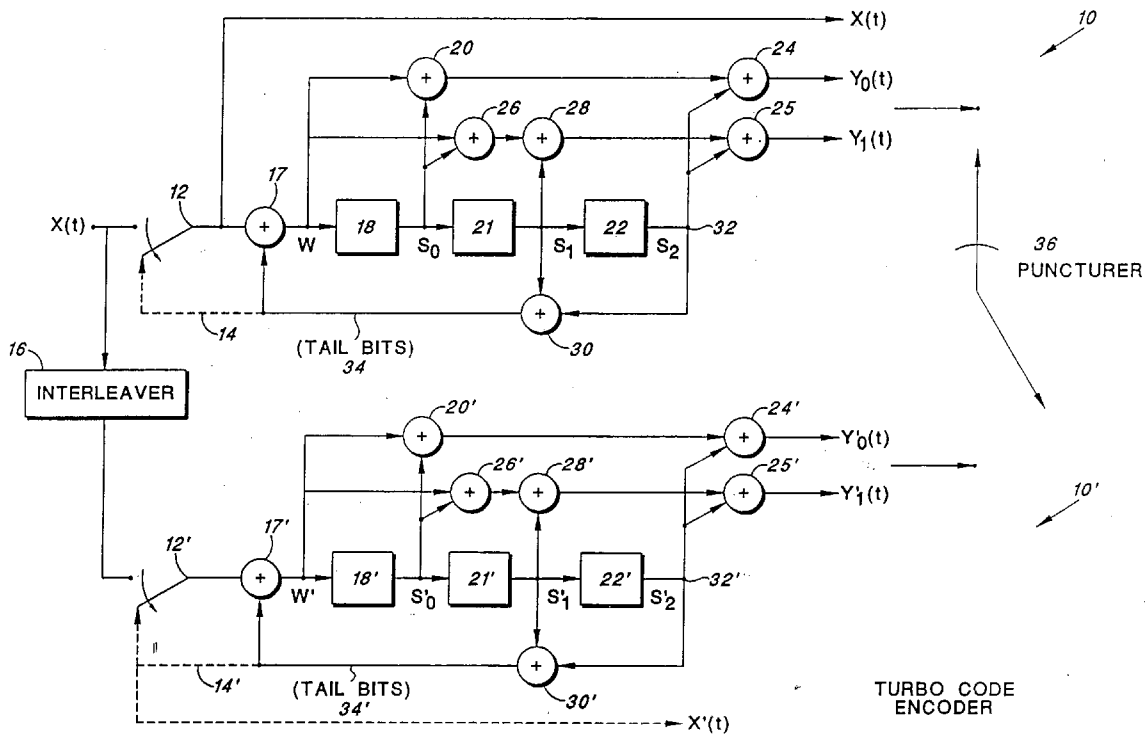 X(t)
10
20
24
Y0(t)
26
28
25
Y1(t)
12
17
X(t)
18
21
22
32
W
S0
S1
S2
36
PUNCTURER
14
(TAIL BITS)
34
30
16
INTERLEAVER
20'
24'
Y'0(t)
26'
28'
25'
Y'1(t)
10'
12'
17'
18'
21'
22'
32'
W'
S'0
S'1
S'2
14'
(TAIL BITS)
34'
30'
X'(t)
TURBO CODE
ENCODER